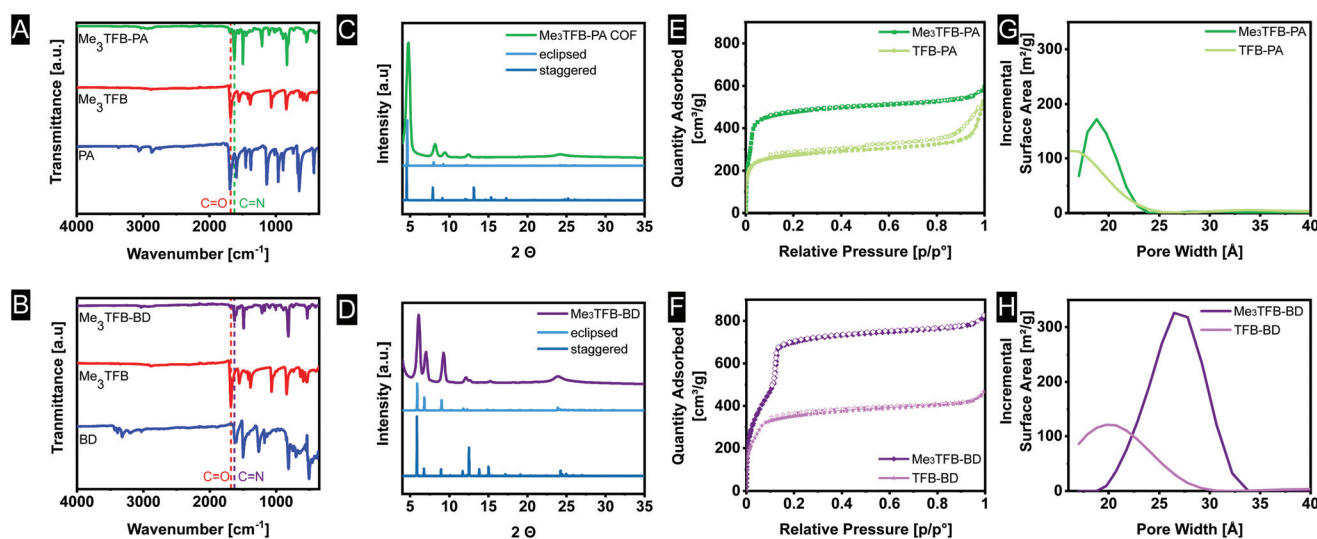 A
Transmittance [a.u.]
Me₃TFB-PA
Me₃TFB
PA
C=O
C=N
4000 3000 2000 1000
Wavenumber [cm⁻¹]
C
Intensity [a.u]
Me₃TFB-PA COF
eclipsed
staggered
5 10 15 20 25 30 35
2 Θ
E
Quantity Adsorbed
[cm³/g]
Me₃TFB-PA
TFB-PA
800
600
400
200
0
0 0.2 0.4 0.6 0.8 1
Relative Pressure [p/p°]
G
Incremental
Surface Area [m²/g]
Me₃TFB-PA
TFB-PA
300
200
100
0
20 25 30 35 40
Pore Width [Å]
B
Tranmittance [a.u.]
Me₃TFB-BD
Me₃TFB
BD
C=O
C=N
4000 3000 2000 1000
Wavenumber [cm⁻¹]
D
Intensity [a.u.]
Me₃TFB-BD
eclipsed
staggered
5 10 15 20 25 30 35
2 Θ
F
Quantity Adsorbed
[cm³/g]
800
600
400
200
0
Me₃TFB-BD
TFB-BD
0 0.2 0.4 0.6 0.8 1
Relative Pressure [p/p°]
H
Incremental
Surface Area [m²/g]
Me₃TFB-BD
TFB-BD
300
200
100
0
20 25 30 35 40
Pore Width [Å]